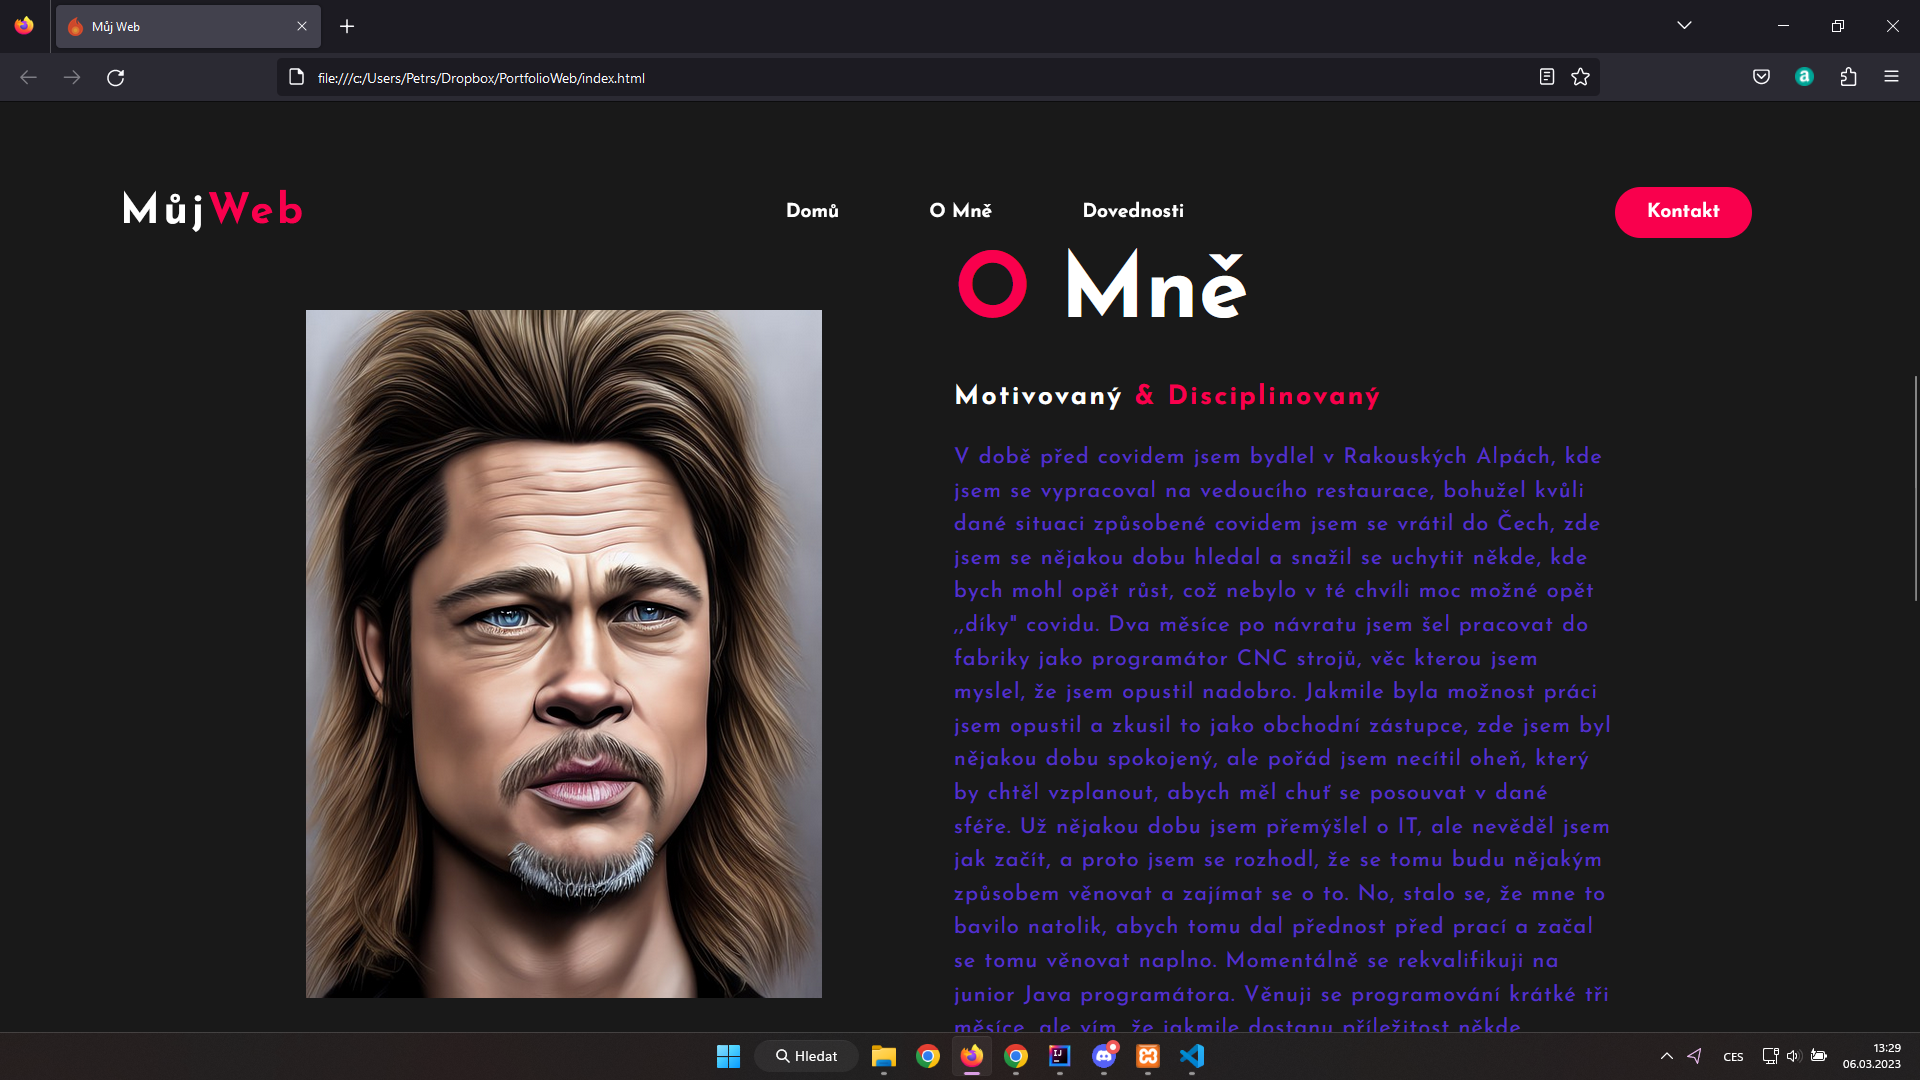 Můj Web
file:///c:/Users/Petrs/Dropbox/PortfolioWeb/index.html
MůjWeb
Domů
O Mně
Dovednosti
Kontakt
O Mně
Motivovaný & Disciplinovaný
V době před covidem jsem bydlel v Rakouských Alpách, kde
jsem se vypracoval na vedoucího restaurace, bohužel kvůli
dané situaci způsobené covidem jsem se vrátil do Čech, zde
jsem se nějakou dobu hledal a snažil se uchytit někde, kde
bych mohl opět růst, což nebylo v té chvíli moc možné opět
,,díky" covidu. Dva měsíce po návratu jsem šel pracovat do
fabriky jako programátor CNC strojů, věc kterou jsem
myslel, že jsem opustil nadobro. Jakmile byla možnost práci
jsem opustil a zkusil to jako obchodní zástupce, zde jsem byl
nějakou dobu spokojený, ale pořád jsem necítil oheň, který
by chtěl vzplanout, abych měl chuť se posouvat v dané
sféře. Už nějakou dobu jsem přemýšlel o IT, ale nevěděl jsem
jak začít, a proto jsem se rozhodl, že se tomu budu nějakým
způsobem věnovat a zajímat se o to. No, stalo se, že mne to
bavilo natolik, abych tomu dal přednost před prací a začal
se tomu věnovat naplno. Momentálně se rekvalifikuji na
junior Java programátora. Věnuji se programování krátké tři
měsíce, ale vím, že jakmile dostanu příležitost někde
Hledat
CES
13:29
06.03.2023